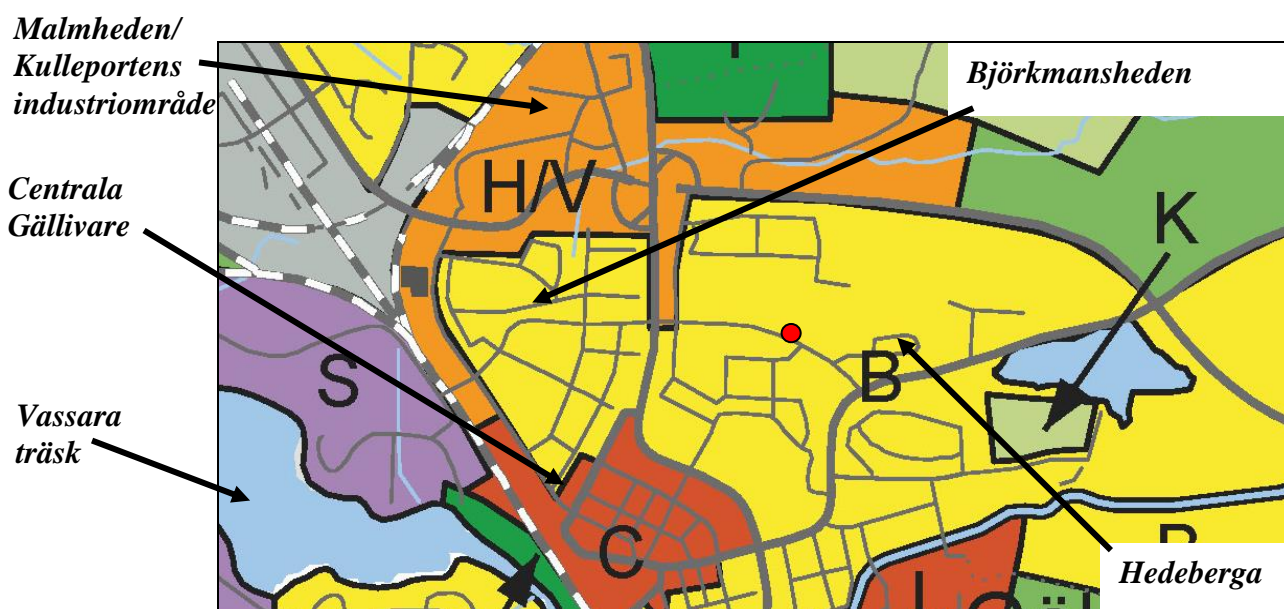 Malmheden/
Kulleportens
industriområde
Björkmansheden
Centrala
Gällivare
H/V
K
S
B
Vassara
träsk
C
Hedeberga